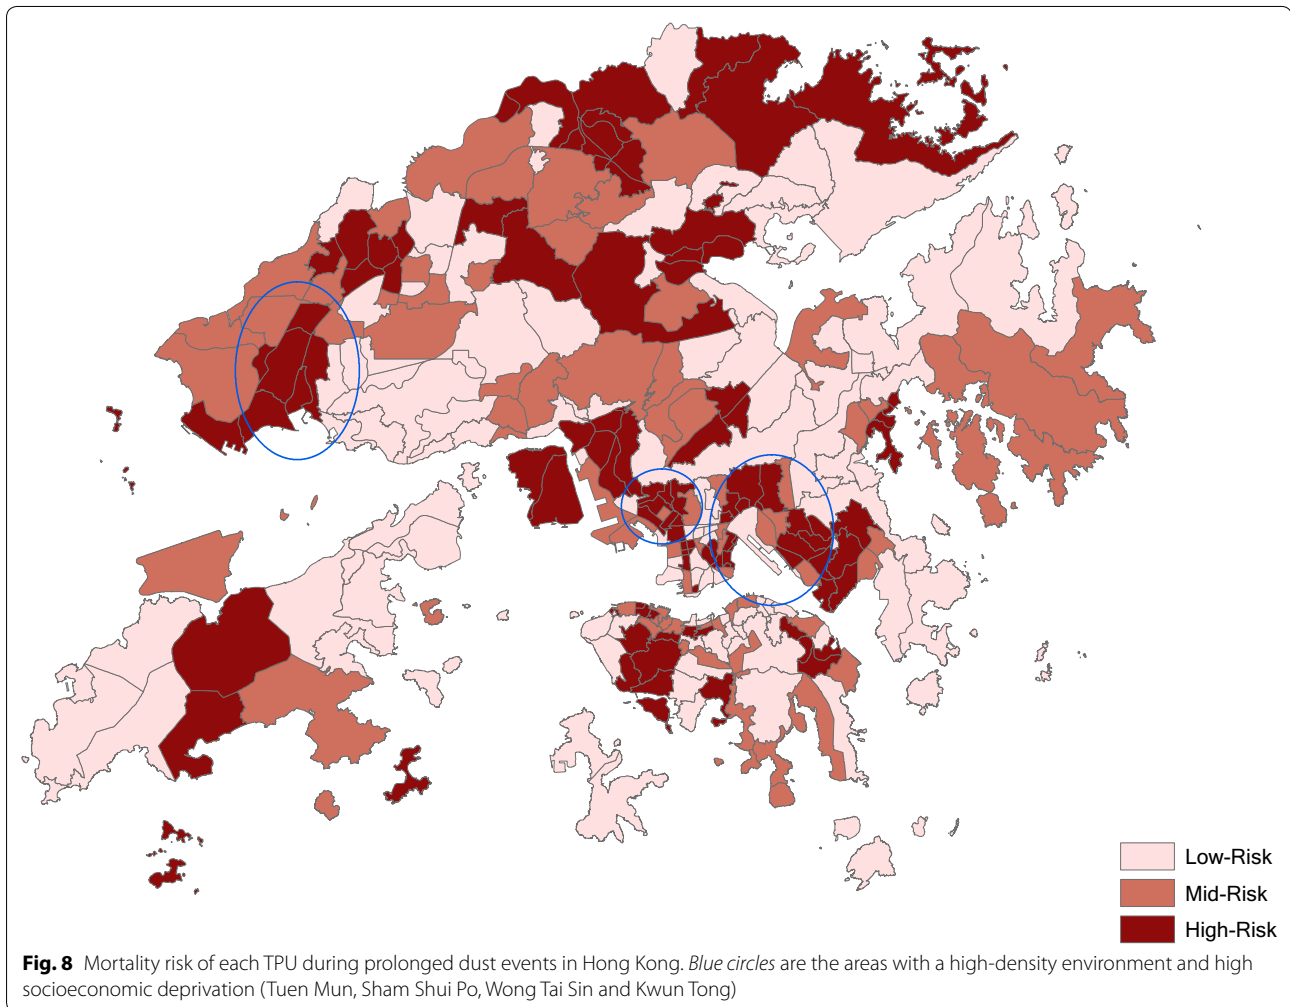 Low-Risk
Mid-Risk
High-Risk
Fig. 8 Mortality risk of each TPU during prolonged dust events in Hong Kong. Blue circles are the areas with a high-density environment and high
socioeconomic deprivation (Tuen Mun, Sham Shui Po, Wong Tai Sin and Kwun Tong)